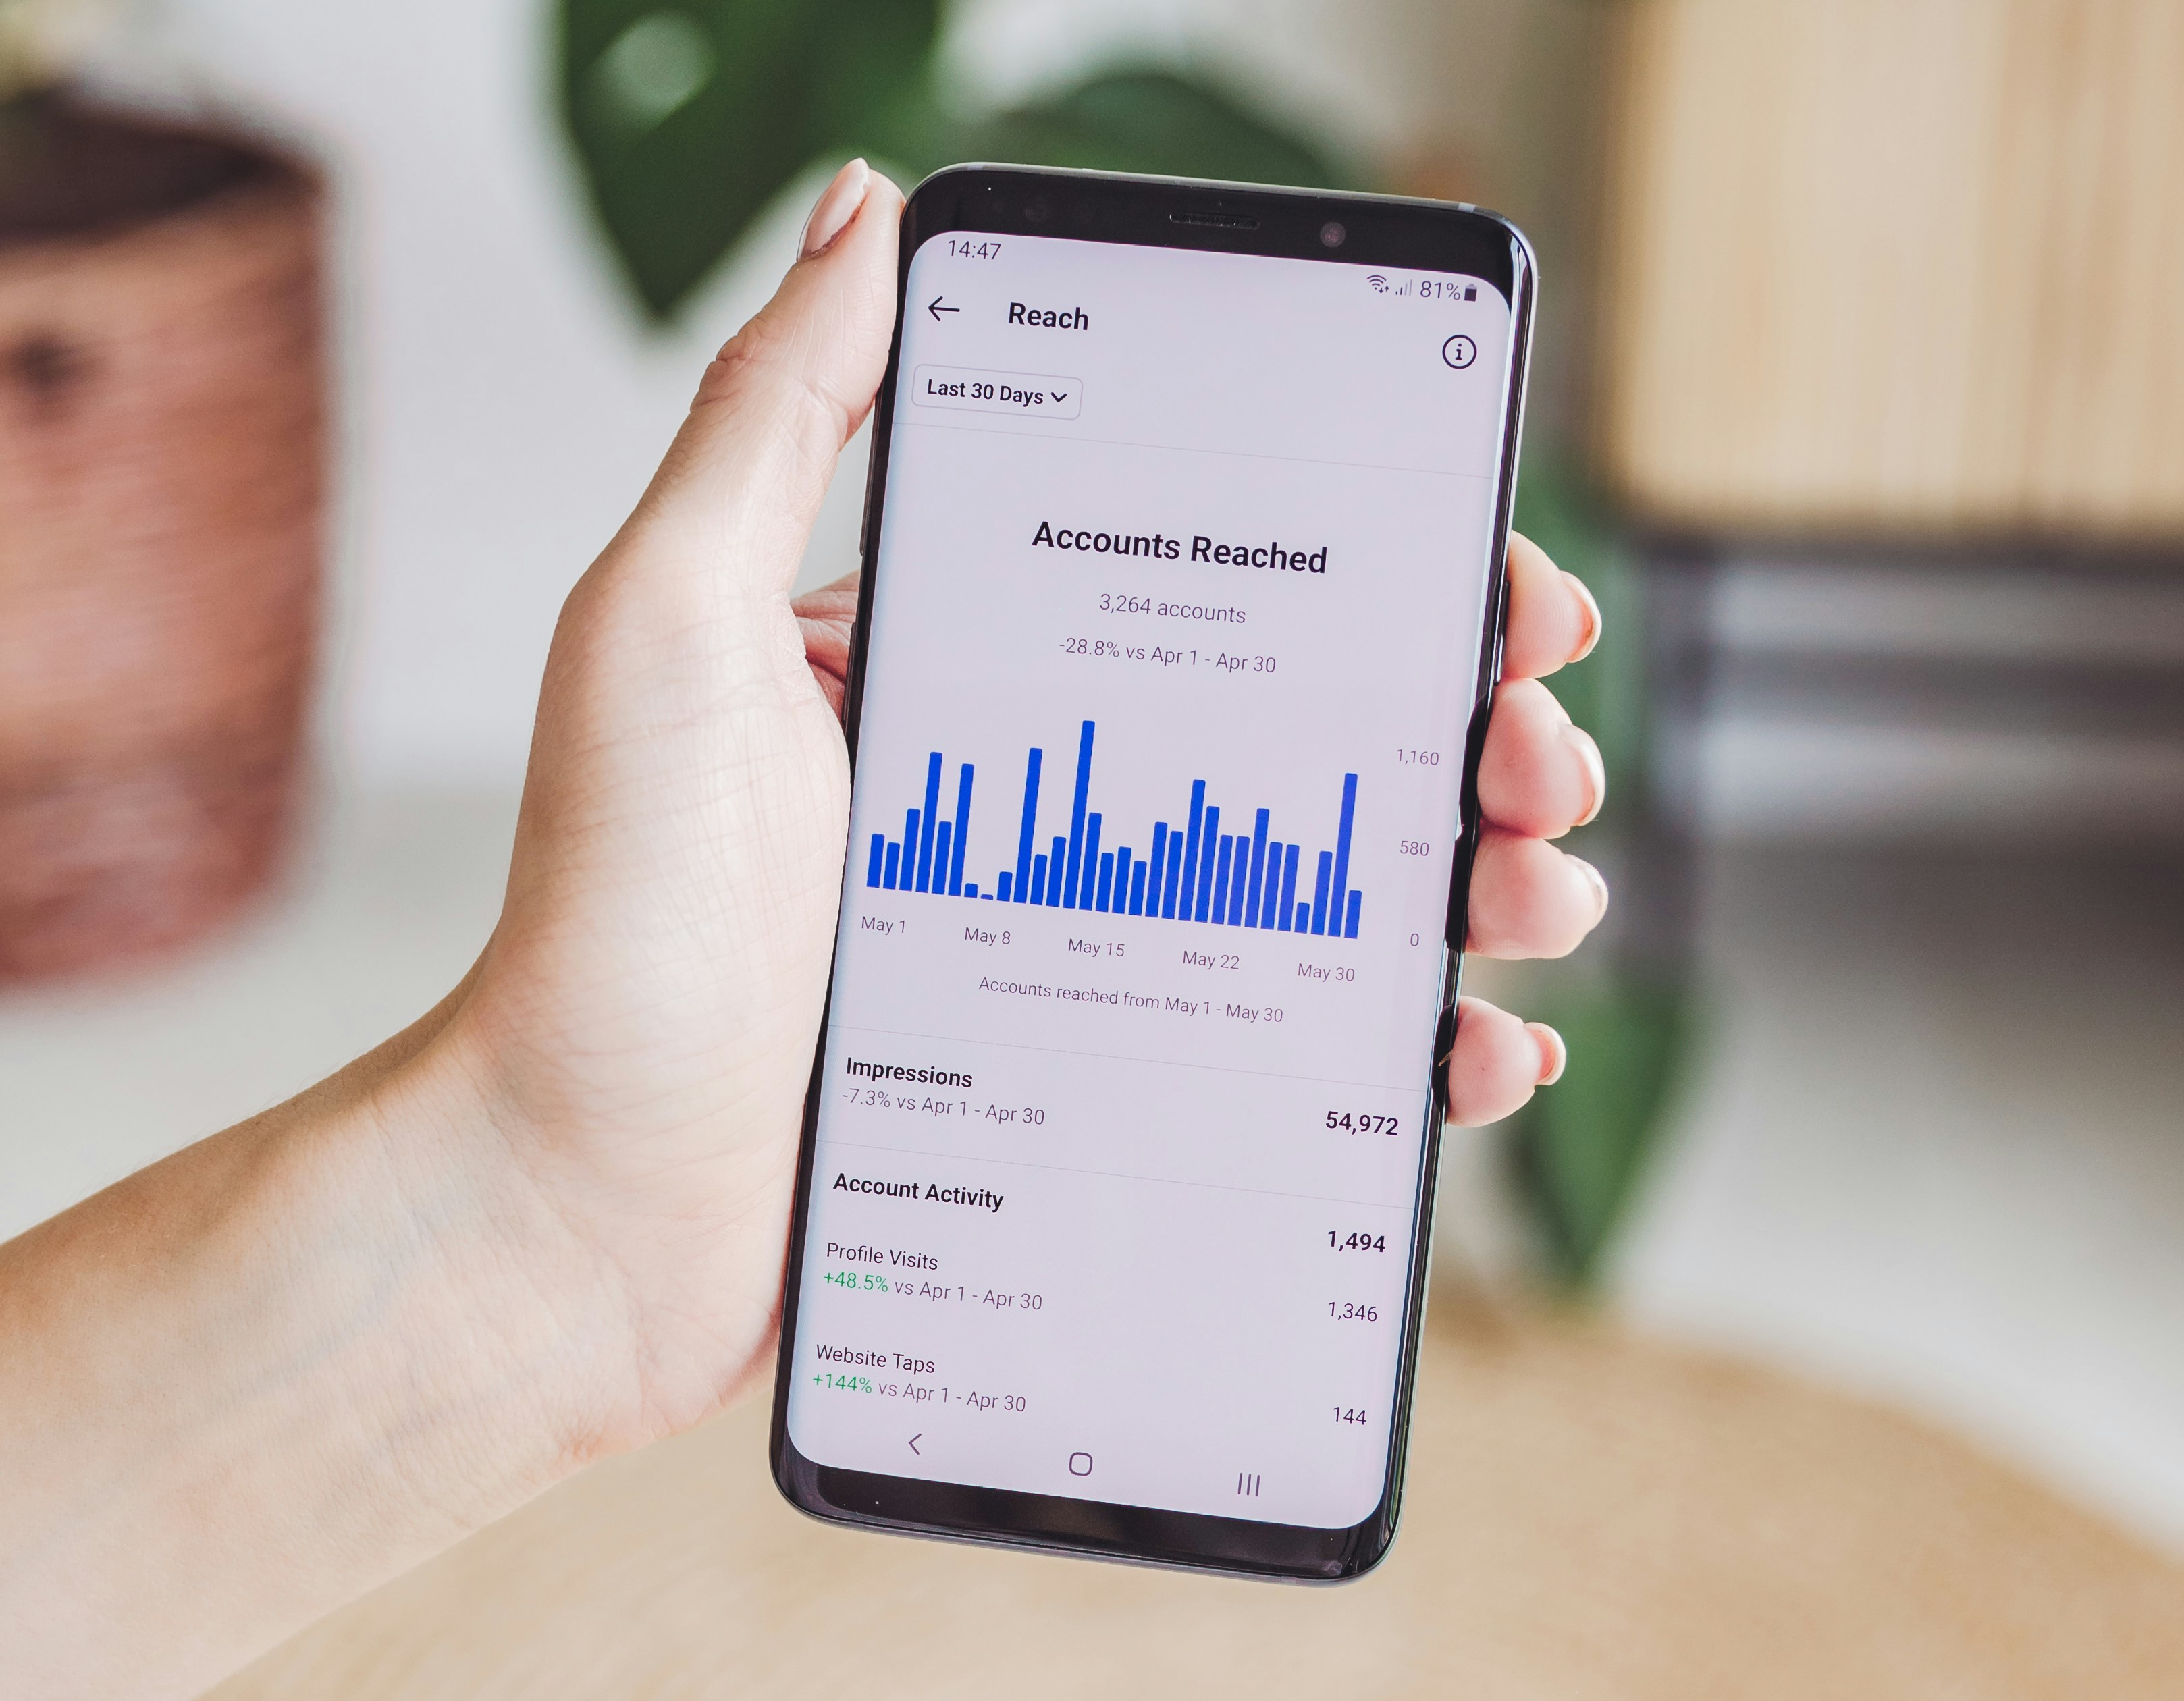 14:47
81%
Reach
Last 30 Days
Accounts Reached
3,264 accounts
-28.8% vs Apr 1 - Apr 30
1,160
580
0
May 1 May 8 May 15 May 22 May 30
Accounts reached from May 1 - May 30
Impressions
-7.3% vs Apr 1 - Apr 30
54,972
Account Activity
1,494
Profile Visits
+48.5% vs Apr 1 - Apr 30
1,346
Website Taps
+144% vs Apr 1 - Apr 30
144